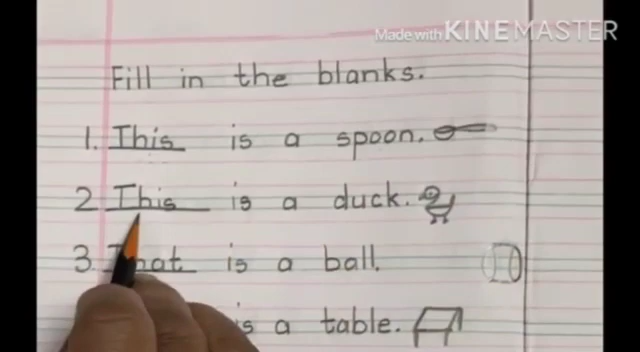 Made with KINEMASTER
Fill in the blanks.
1. This is a spoon.
2 This is a duck.
3. That is a ball.
is a table.